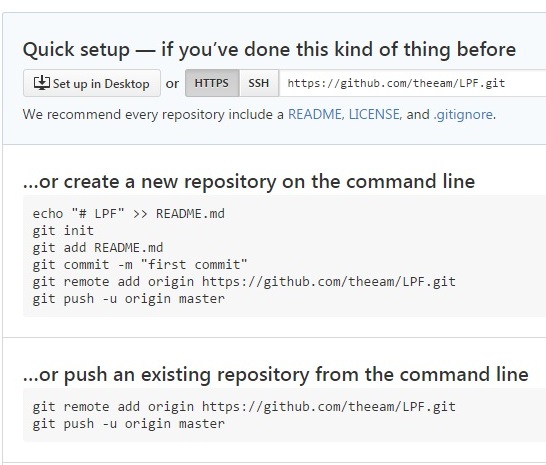 Quick setup — if you’ve done this kind of thing before
Set up in Desktop or HTTPS SSH https://github.com/theeam/LPF.git
We recommend every repository include a README, LICENSE, and .gitignore.
…or create a new repository on the command line
echo "# LPF" >> README.md
git init
git add README.md
git commit -m "first commit"
git remote add origin https://github.com/theeam/LPF.git
git push -u origin master
…or push an existing repository from the command line
git remote add origin https://github.com/theeam/LPF.git
git push -u origin master